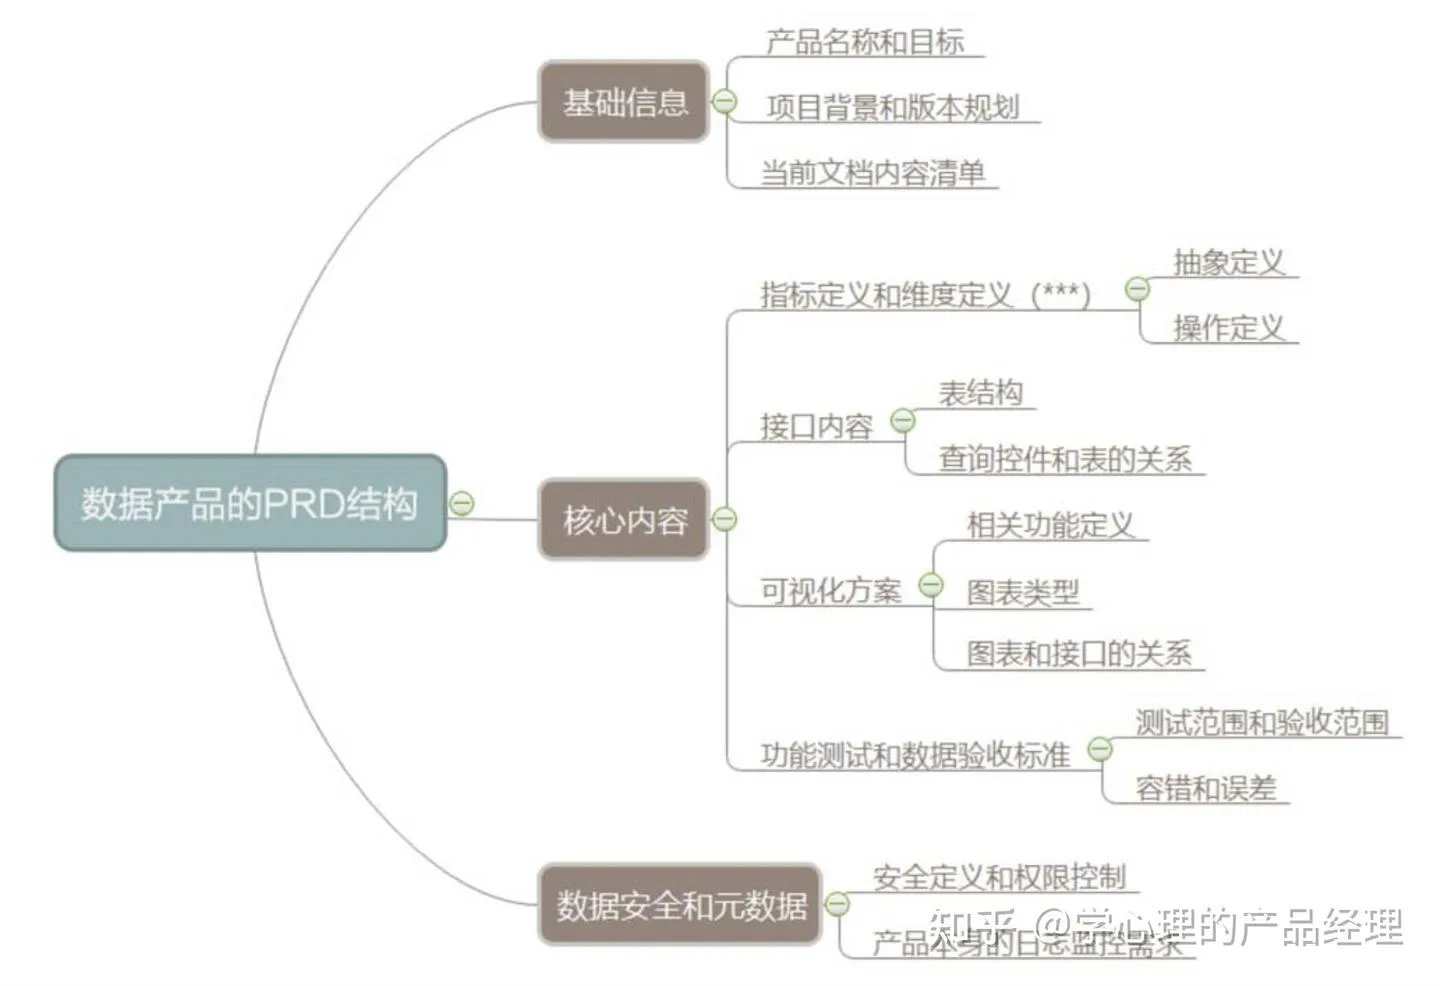 产品名称和目标
基础信息
项目背景和版本规划
当前文档内容清单
抽象定义
指标定义和维度定义（***）
操作定义
表结构
接口内容
查询控件和表的关系
数据产品的PRD结构
核心内容
相关功能定义
可视化方案
图表类型
图表和接口的关系
测试范围和验收范围
功能测试和数据验收标准
容错和误差
安全定义和权限控制
数据安全和元数据
产品本身的日志监控需求
知乎 @学心理的产品经理